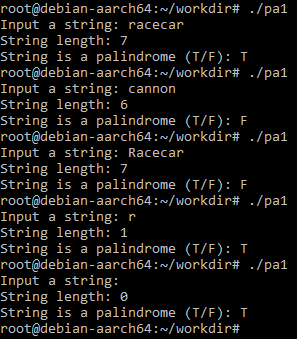 root@debian-aarch64:~/workdir# ./pa1
Input a string: racecar
String length: 7
String is a palindrome (T/F): T
root@debian-aarch64:~/workdir# ./pa1
Input a string: cannon
String length: 6
String is a palindrome (T/F): F
root@debian-aarch64:~/workdir# ./pa1
Input a string: Racecar
String length: 7
String is a palindrome (T/F): F
root@debian-aarch64:~/workdir# ./pa1
Input a string: r
String length: 1
String is a palindrome (T/F): T
root@debian-aarch64:~/workdir# ./pa1
Input a string:
String length: 0
String is a palindrome (T/F): T
root@debian-aarch64:~/workdir#